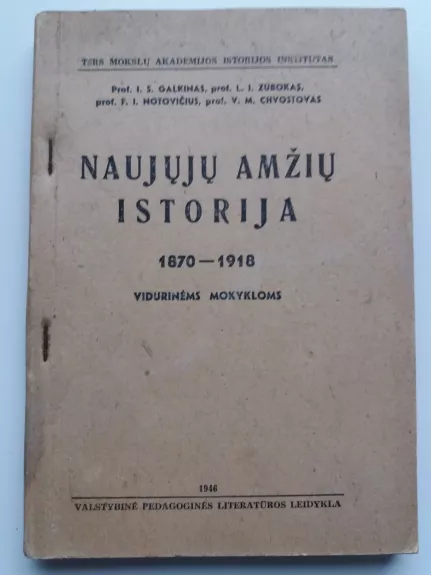 TSRS MOKSLŲ AKADEMIJOS ISTORIJOS INSTITUTAS
Prof. I. S. GALKINAS, prof. L. I. ZUBOKAS,
prof. F. I. NOTOVIČIUS, prof. V. M. CHVOSTOVAS
NAUJŲJŲ AMŽIŲ
ISTORIJA
1870—1918
VIDURINĖMS MOKYKLOMS
1946
VALSTYBINĖ PEDAGOGINĖS LITERATŪROS LEIDYKLA